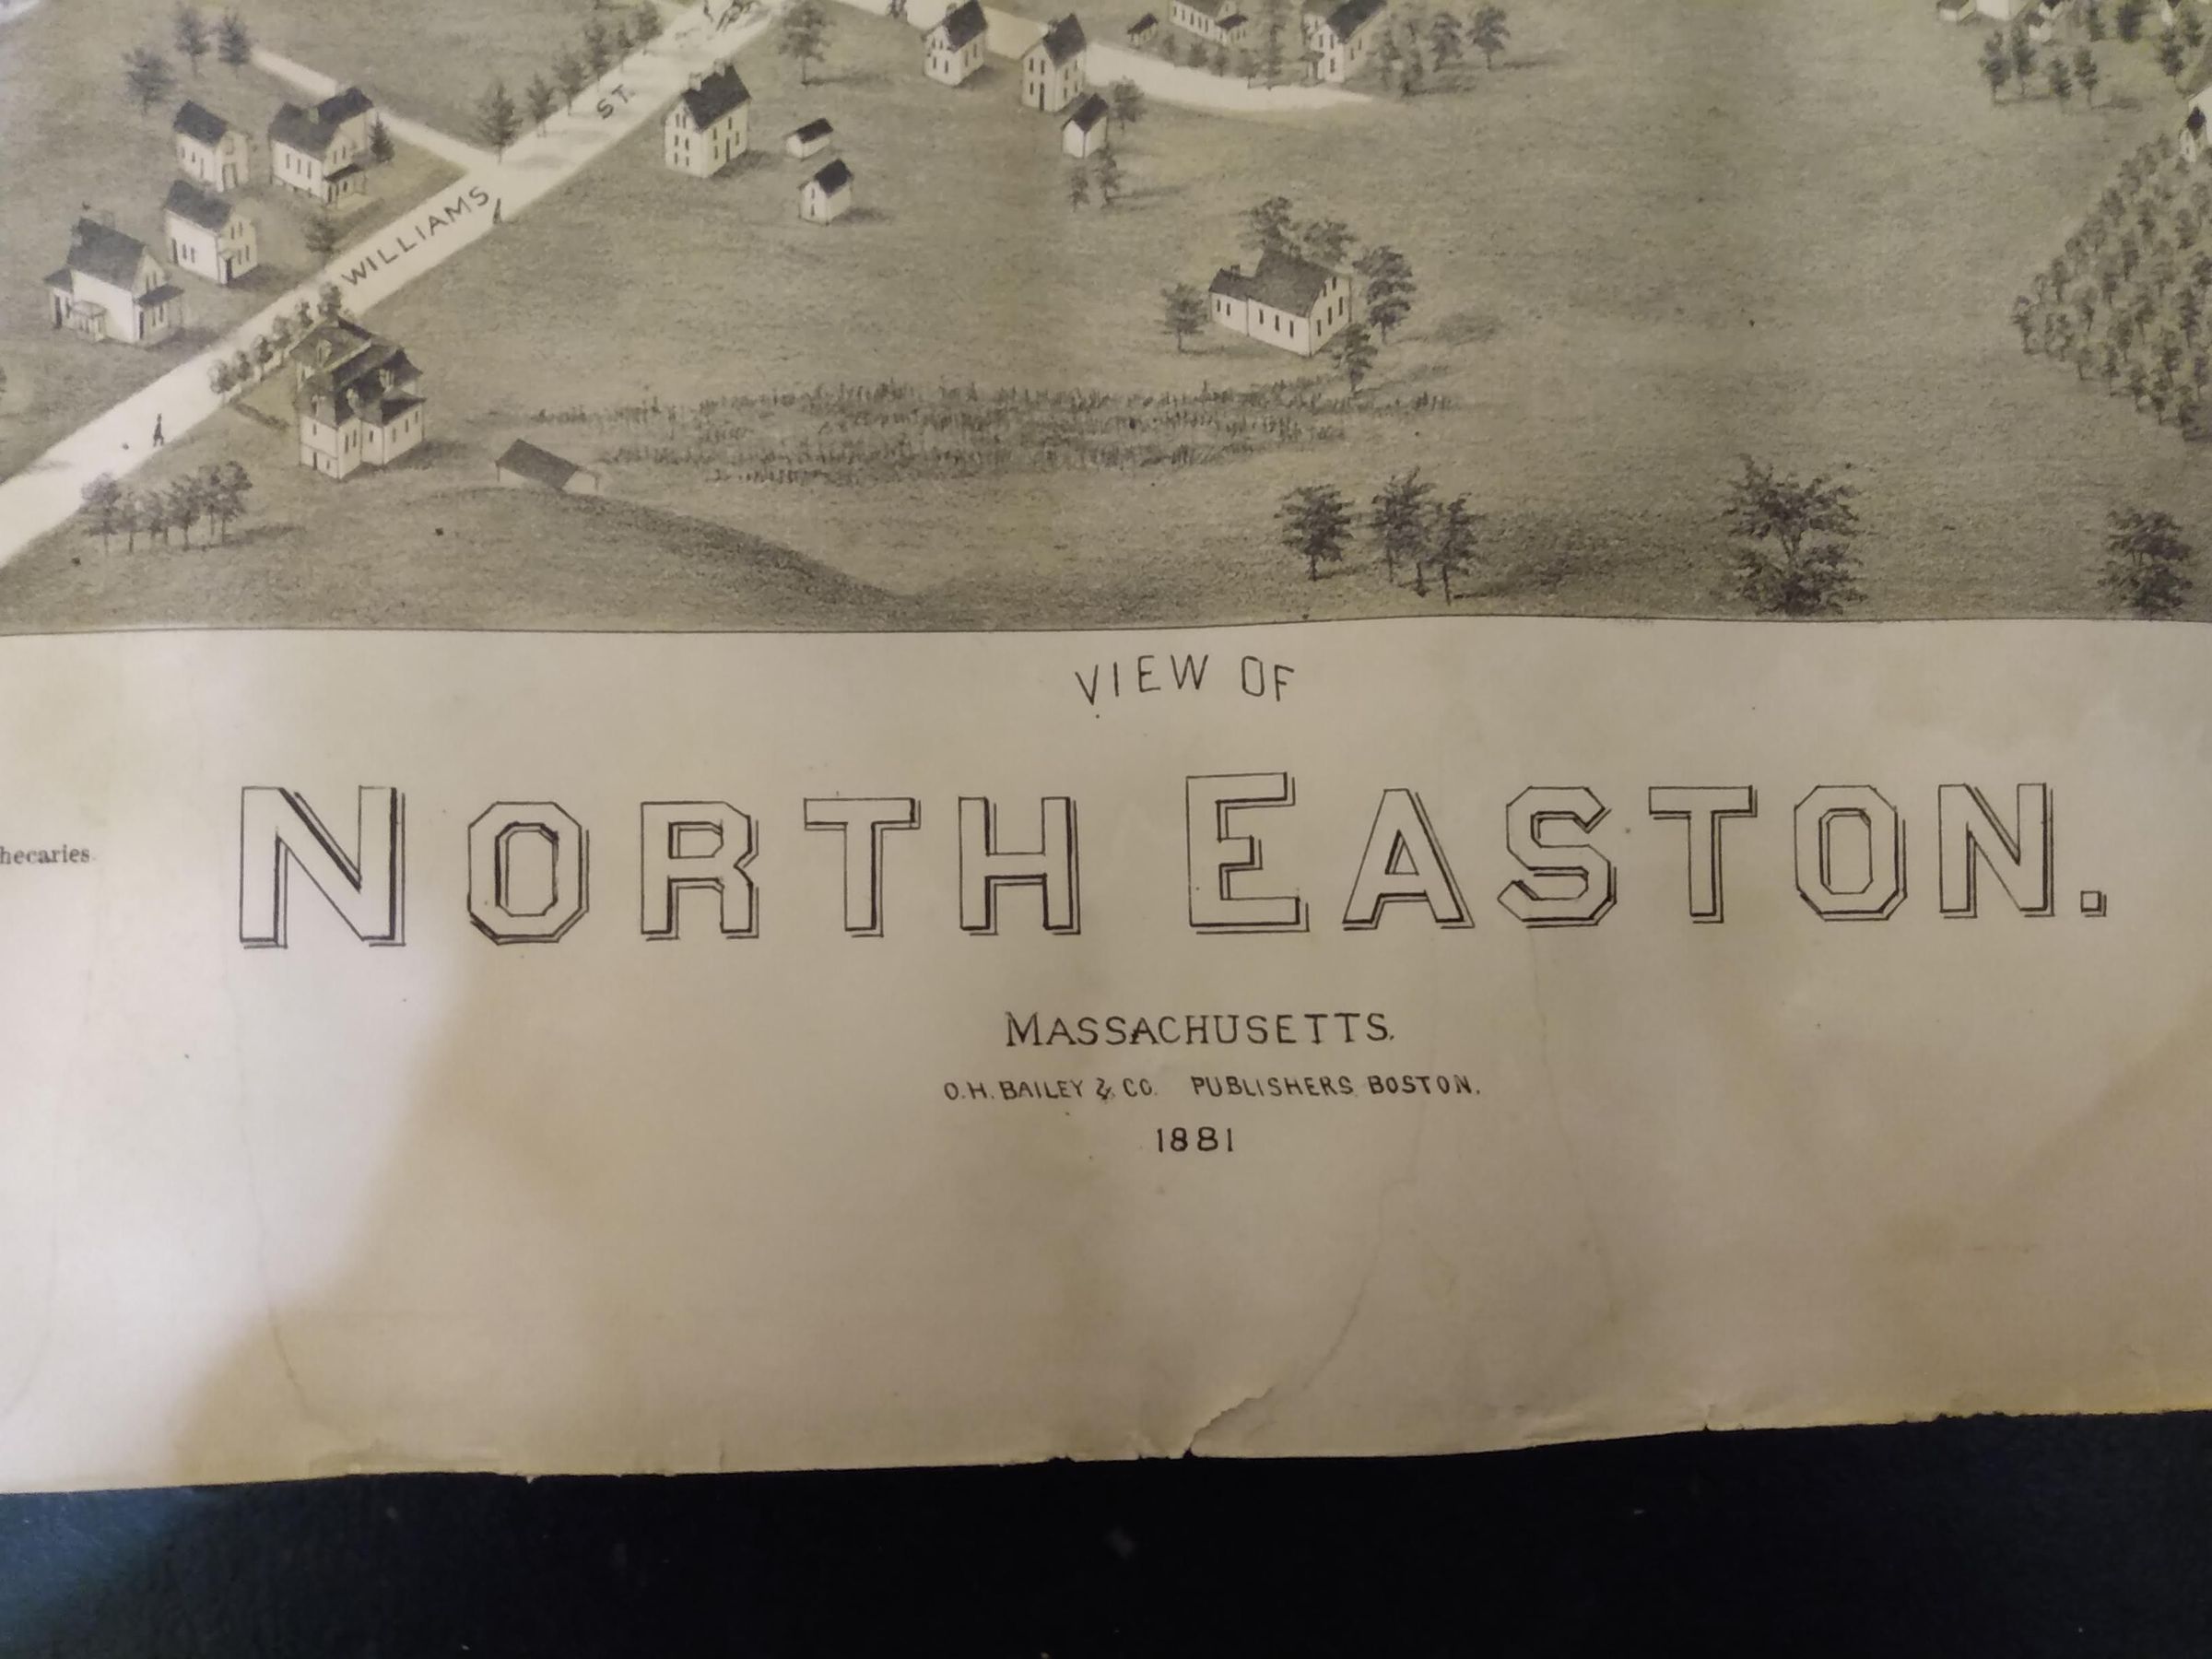 WILLIAMS ST.
VIEW OF
NORTH EASTON.
hecaries.
MASSACHUSETTS.
O.H. BAILEY & CO. PUBLISHERS BOSTON.
1881